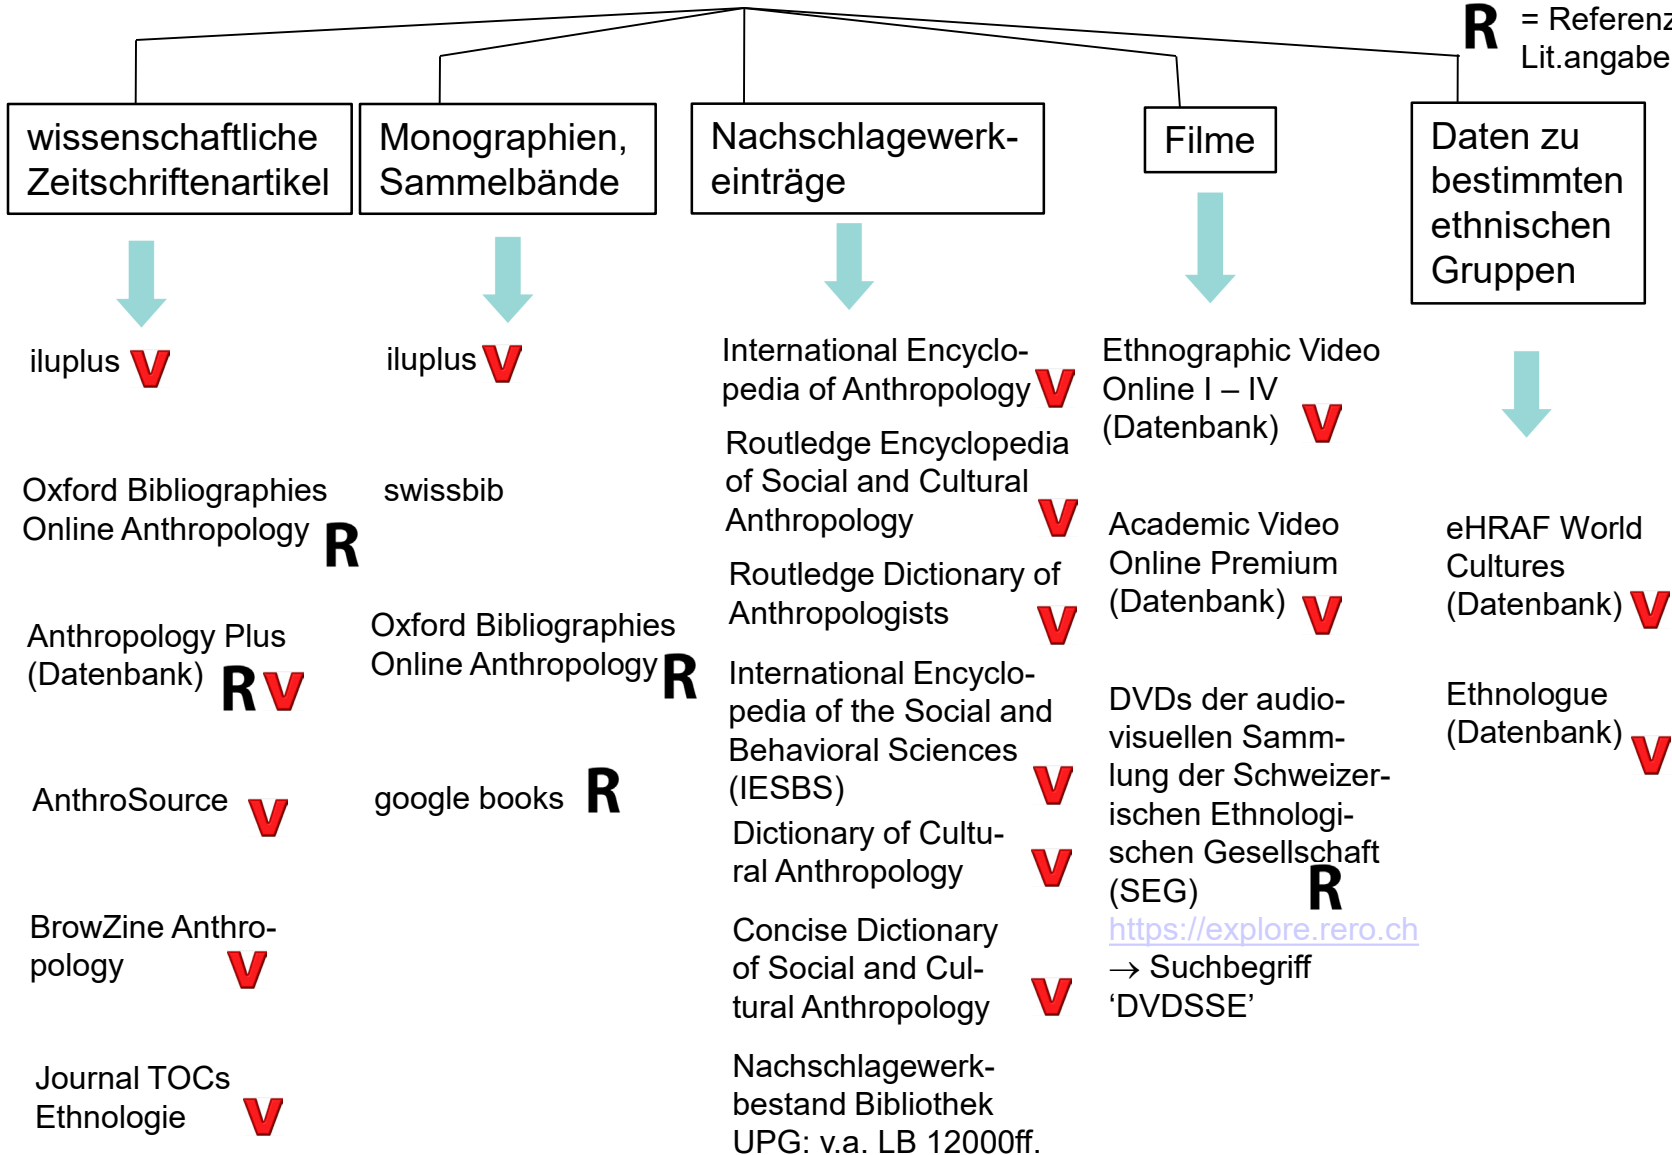 R = Referenz
Lit.angabe
wissenschaftliche
Zeitschriftenartikel
iluplus V
Oxford Bibliographies
Online Anthropology R
Anthropology Plus
(Datenbank) R V
AnthroSource V
BrowZine Anthro-
pology V
Journal TOCs
Ethnologie V
Monographien,
Sammelbände
iluplus V
swissbib
Oxford Bibliographies
Online Anthropology R
google books R
Nachschlagewerk-
einträge
International Encyclo-
pedia of Anthropology V
Routledge Encyclopedia
of Social and Cultural
Anthropology V
Routledge Dictionary of
Anthropologists V
International Encyclo-
pedia of the Social and
Behavioral Sciences
(IESBS) V
Dictionary of Cultu-
ral Anthropology V
Concise Dictionary
of Social and Cul-
tural Anthropology V
Nachschlagewerk-
bestand Bibliothek
UPG: v.a. LB 12000ff.
Filme
Ethnographic Video
Online I – IV
(Datenbank) V
Academic Video
Online Premium
(Datenbank) V
DVDs der audio-
visuellen Samm-
lung der Schweizer-
ischen Ethnologi-
schen Gesellschaft
(SEG) R
https://explore.rero.ch
→ Suchbegriff
‘DVDSSE’
Daten zu
bestimmten
ethnischen
Gruppen
eHRAF World
Cultures
(Datenbank) V
Ethnologue
(Datenbank) V